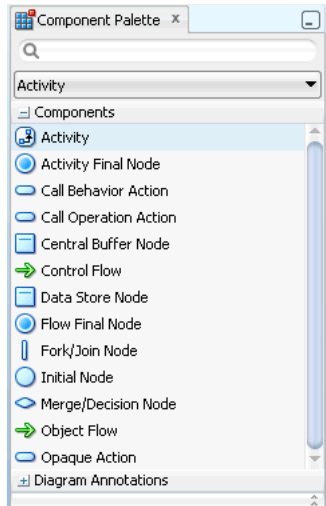 Component Palette
Activity
Components
Activity
Activity Final Node
Call Behavior Action
Call Operation Action
Central Buffer Node
Control Flow
Data Store Node
Flow Final Node
Fork/Join Node
Initial Node
Merge/Decision Node
Object Flow
Opaque Action
Diagram Annotations